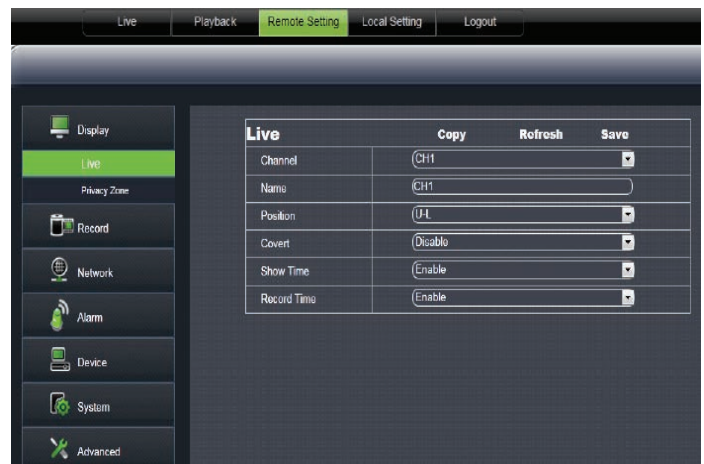 Live Playback Remote Setting Local Setting Logout
Display
Live
Privacy Zone
Record
Network
Alarm
Device
System
Advanced
Live Copy Refresh Save
Channel CH1
Name CH1
Position U-L
Covert Disable
Show Time Enable
Record Time Enable